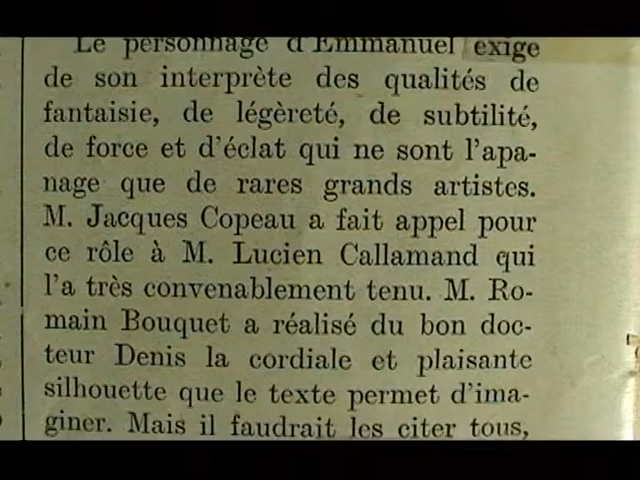 Le personnage d'Emmanuel exige
de son interprète des qualités de
fantaisie, de légèreté, de subtilité,
de force et d'éclat qui ne sont l'apa-
nage que de rares grands artistes.
M. Jacques Copeau a fait appel pour
ce rôle à M. Lucien Callamand qui
l'a très convenablement tenu. M. Ro-
main Bouquet a réalisé du bon doc-
teur Denis la cordiale et plaisante
silhouette que le texte permet d'ima-
giner. Mais il faudrait les citer tous,